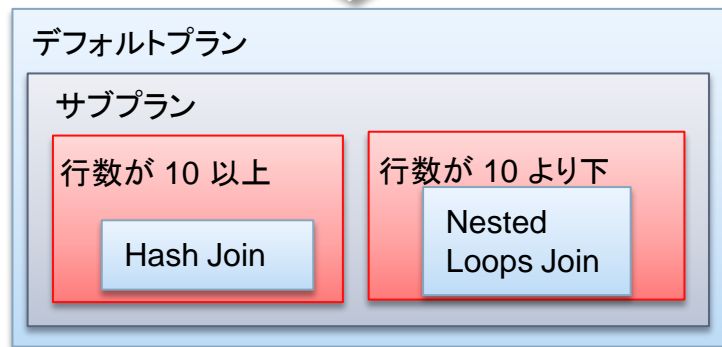 デフォルトプラン
サブプラン
行数が 10 以上
Hash Join
行数が 10 より下
Nested
Loops Join